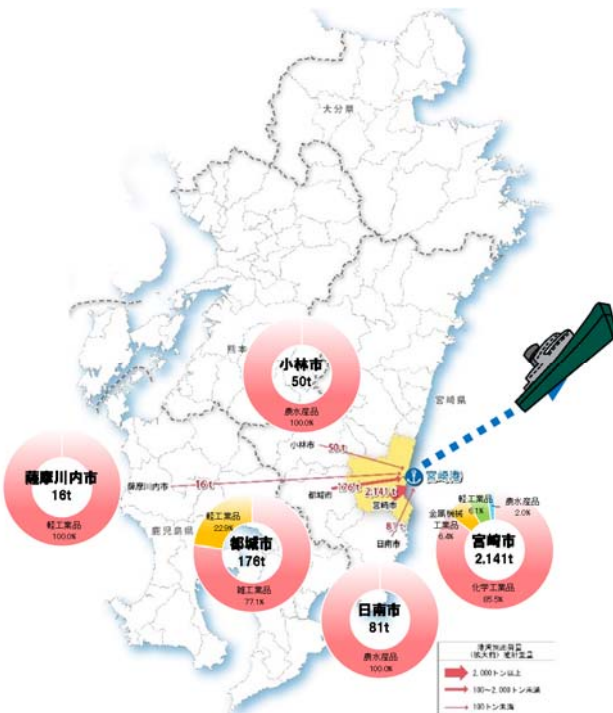 大分県
熊本
小林市
50t
農水産品
100.0%
宮崎県
小林市
50t
宮崎港
薩摩川内市
16t
軽工業品
100.0%
薩摩川内市
16t
176t
都城市
2,141t
宮崎市
81t
日南市
鹿児島県
軽工業品
22.9%
都城市
176t
雑工業品
77.1%
軽工業品
6.1%
農水産品
2.0%
金属機械
工業品
6.4%
宮崎市
2,141t
化学工業品
85.5%
日南市
81t
農水産品
100.0%
2,000トン以上
100~2,000トン未満
100トン未満